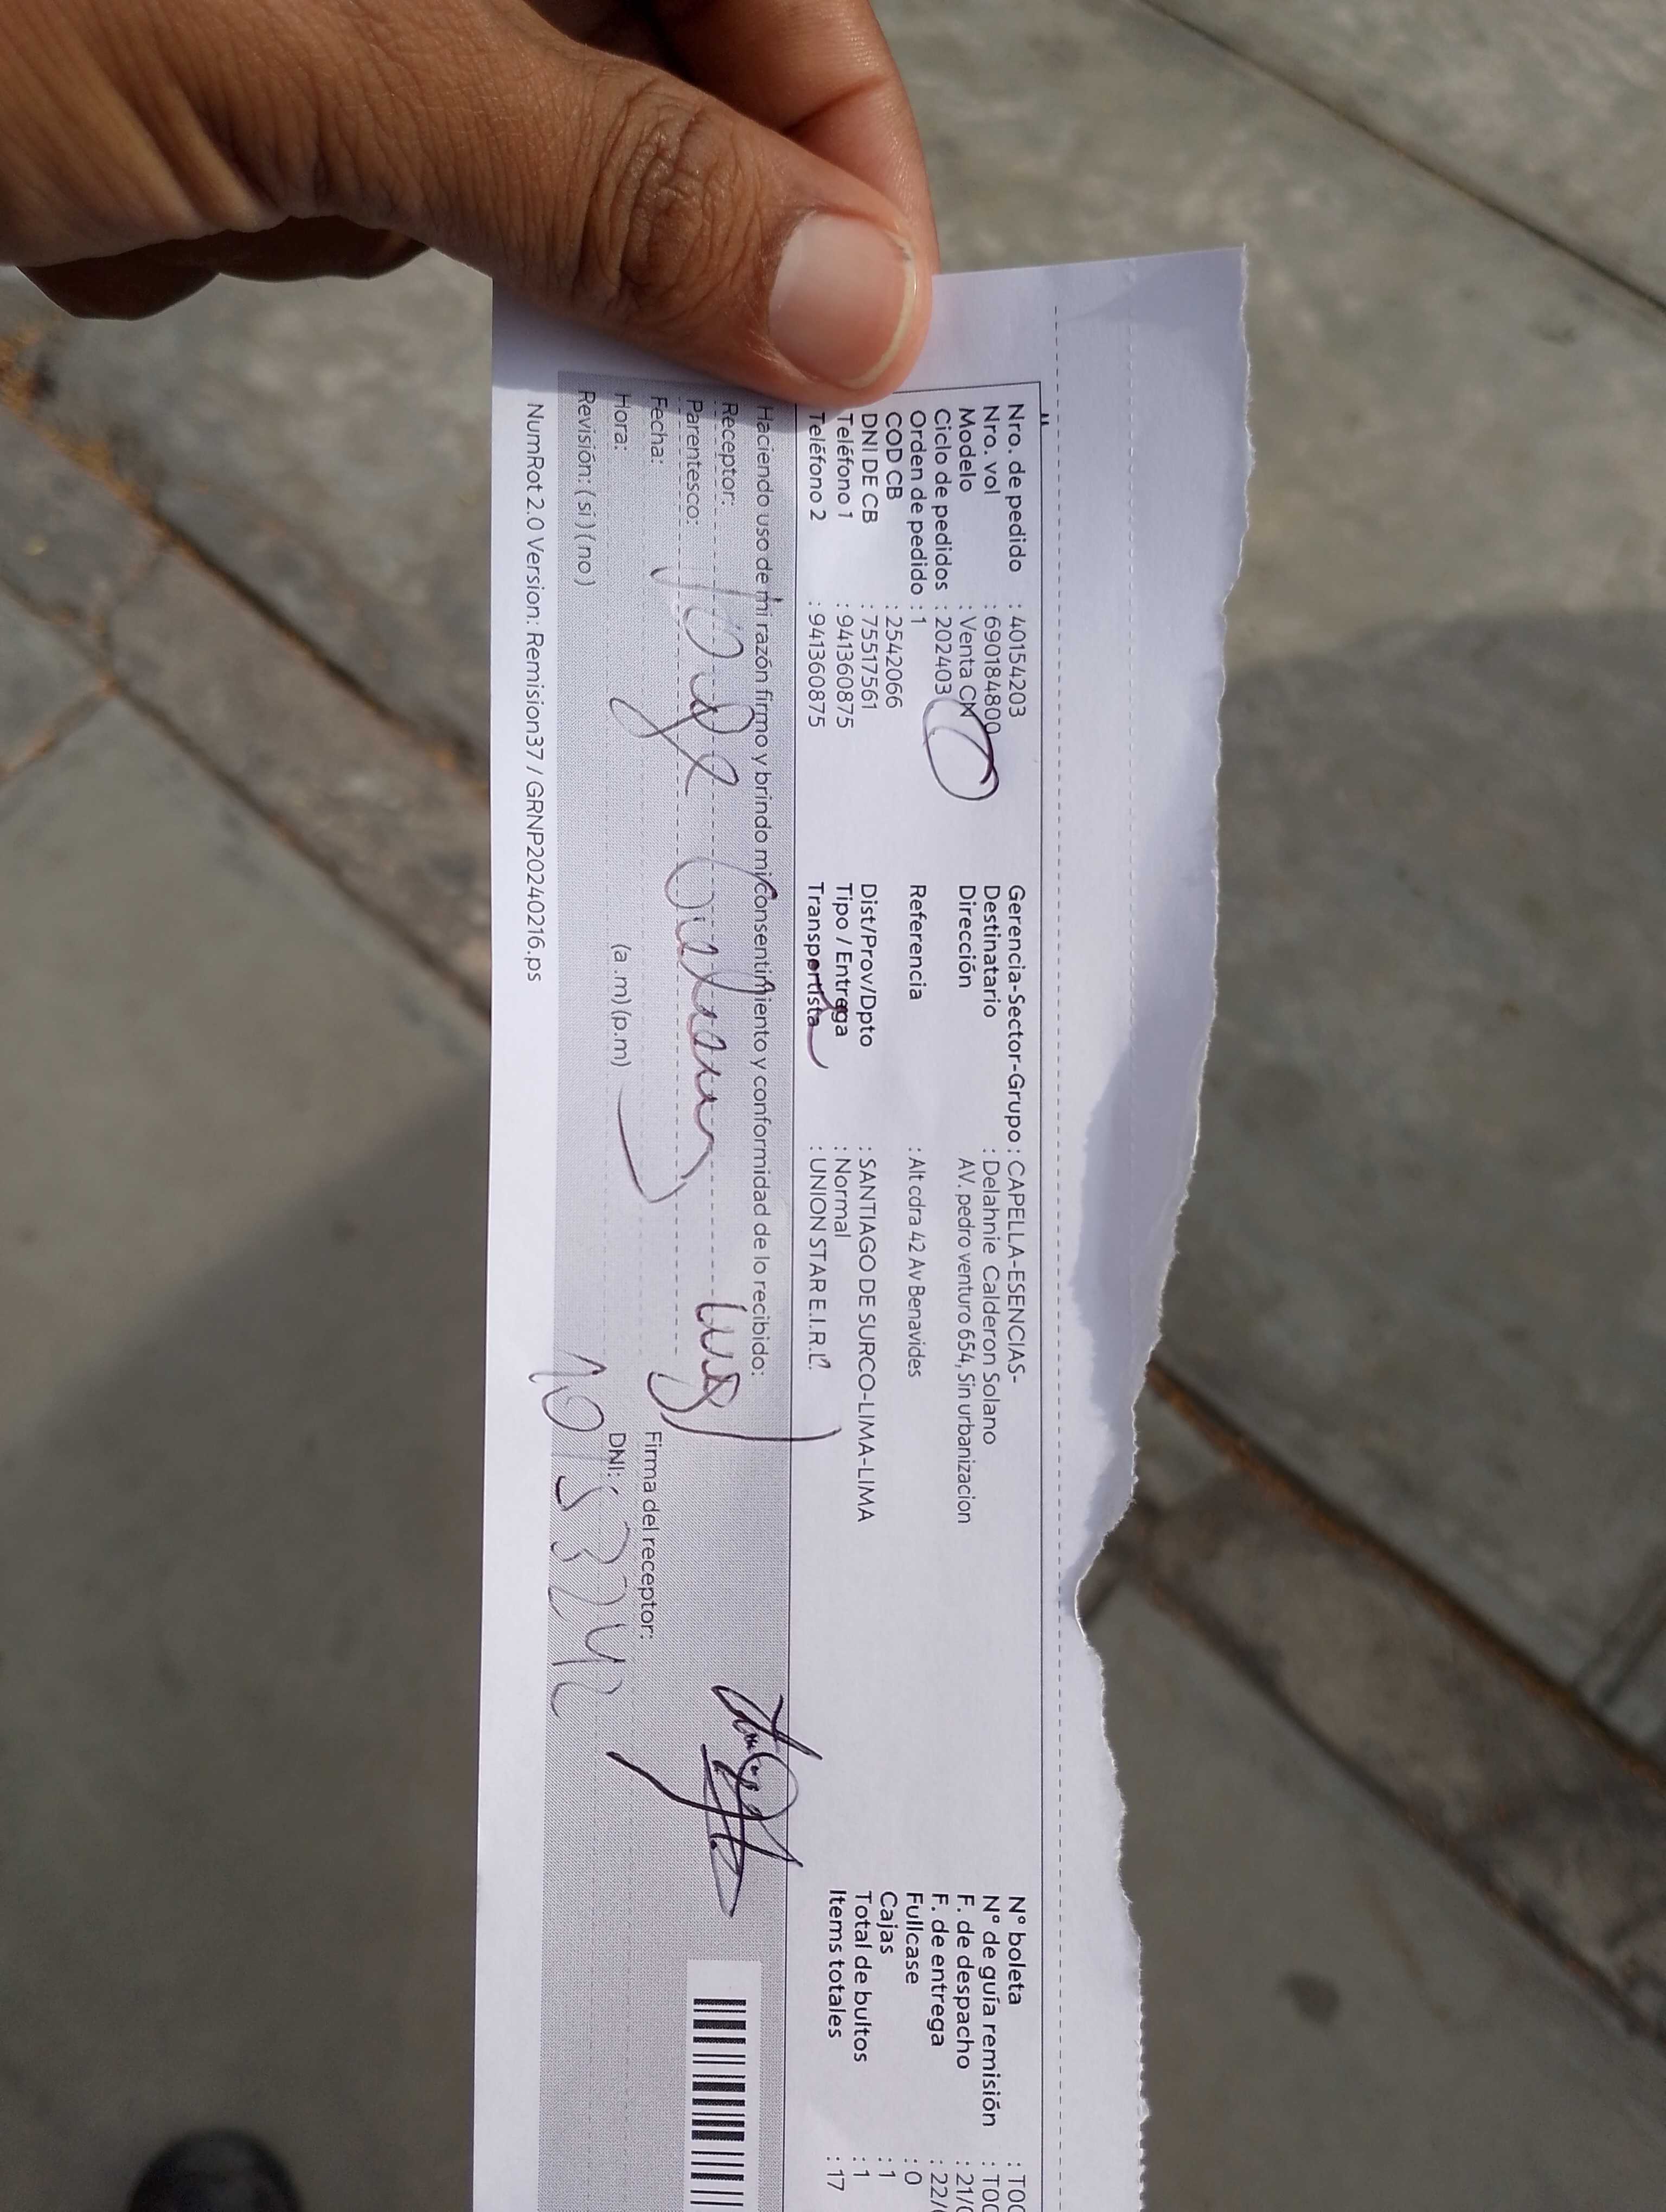 Nro. de pedido : 40154203
Nro. vol : 690184800
Modelo : Venta CN
Ciclo de pedidos : 202403
Orden de pedido : 1
COD CB : 2542066
DNI DE CB : 75517561
Teléfono 1 : 941360875
Teléfono 2 : 941360875
Gerencia-Sector-Grupo : CAPELLA-ESENCIAS-
Destinatario : Delahnie Calderon Solano
Dirección AV. pedro venturo 654, Sin urbanizacion
Referencia : Alt cdra 42 Av Benavides
Dist/Prov/Dpto : SANTIAGO DE SURCO-LIMA-LIMA
Tipo / Entrega : Normal
Transportista : UNION STAR E.I.R.L.
N° boleta : T00
N° de guía remisión : T00
F. de despacho : 21/0
F. de entrega : 22/
Fullcase : 0
Cajas : 1
Total de bultos : 1
Items totales : 17
Haciendo uso de mi razón firmo y brindo mi consentimiento y conformidad de lo recibido:
Receptor:
Parentesco:
Fecha:
Hora: (a .m) (p.m)
Revisión: ( si ) ( no )
Jorge
Firma del receptor:
DNI:
NumRot 2.0 Version: Remision37 / GRNP20240216.ps